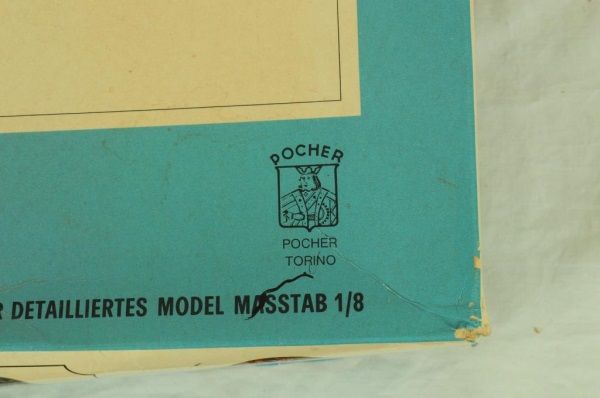 POCHER
POCHER
TORINO
DETAILLIERTES MODEL MASSTAB 1/8